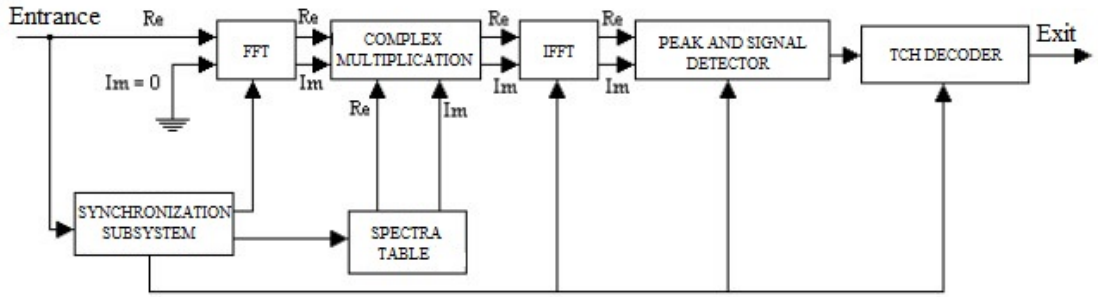 Entrance
Re
Re
Re
Re
Exit
FFT
COMPLEX
MULTIPLICATION
IFFT
PEAK AND SIGNAL
DETECTOR
TCH DECODER
Im = 0
Im
Im
Im
Re
Im
SYNCHRONIZATION
SUBSYSTEM
SPECTRA
TABLE